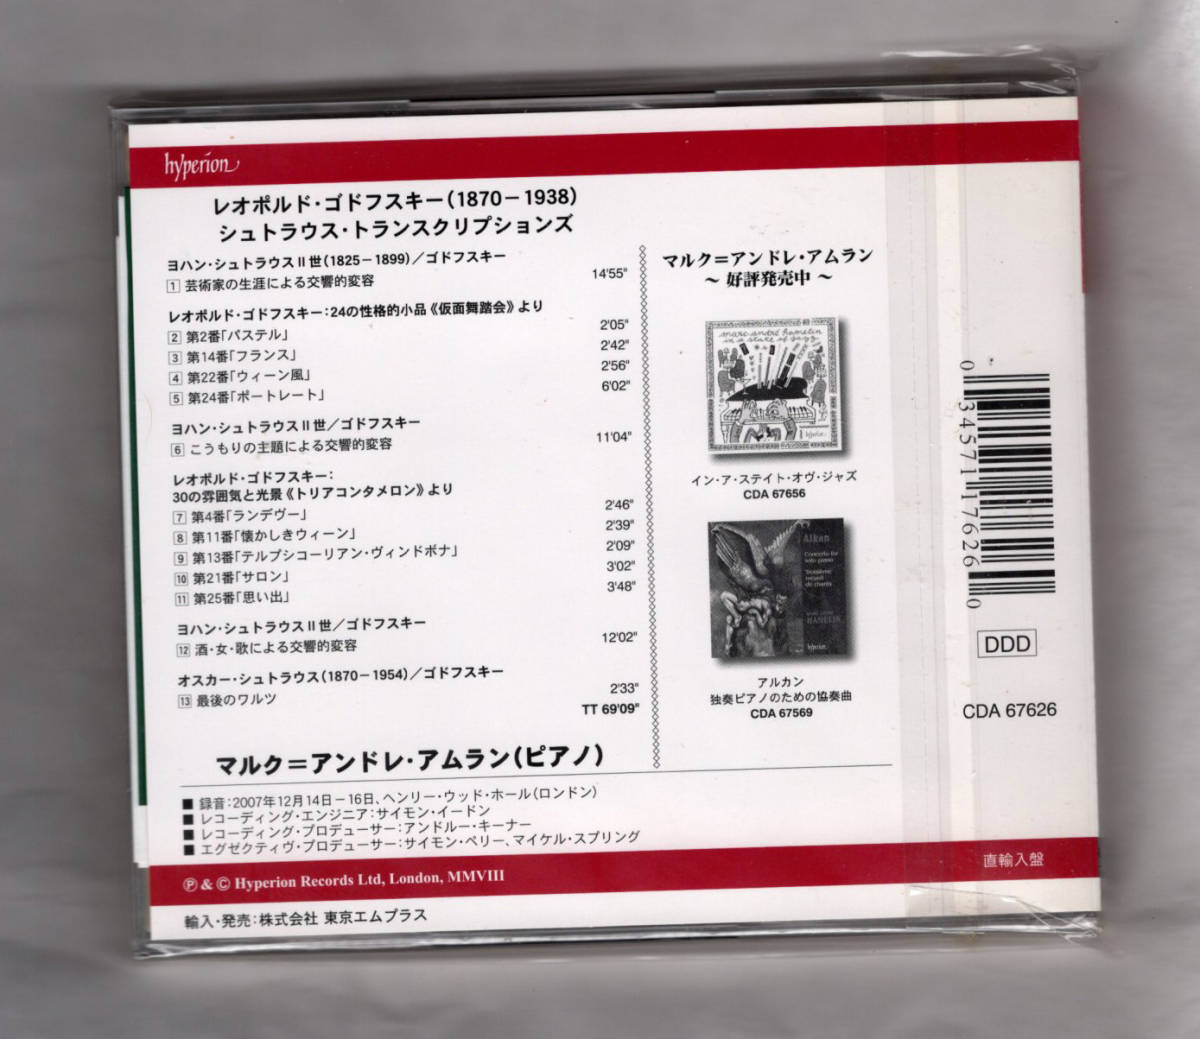 hyperion
レオポルド・ゴドフスキー(1870－1938)
シュトラウス・トランスクリプションズ
ヨハン・シュトラウスⅡ世(1825－1899)／ゴドフスキー
1 芸術家の生涯による交響的変容 14'55"
レオポルド・ゴドフスキー：24の性格的小品《仮面舞踏会》より
2 第2番「パステル」 2'05"
3 第14番「フランス」 2'42"
4 第22番「ウィーン風」 2'56"
5 第24番「ポートレート」 6'02"
ヨハン・シュトラウスⅡ世／ゴドフスキー
6 こうもりの主題による交響的変容 11'04"
レオポルド・ゴドフスキー：
30の雰囲気と光景《トリアコンタメロン》より
7 第4番「ランデヴー」 2'46"
8 第11番「懐かしきウィーン」 2'39"
9 第13番「テルプシコーリアン・ヴィンドボナ」 2'09"
10 第21番「サロン」 3'02"
11 第25番「思い出」 3'48"
ヨハン・シュトラウスⅡ世／ゴドフスキー
12 酒・女・歌による交響的変容 12'02"
オスカー・シュトラウス(1870－1954)／ゴドフスキー
13 最後のワルツ 2'33"
TT 69'09"
マルク＝アンドレ・アムラン(ピアノ)
マルク＝アンドレ・アムラン
～ 好評発売中 ～
marc-andré hamelin
in a state of jazz
hyperion
イン・ア・ステイト・オヴ・ジャズ
CDA 67656
Alkan
Concerto for
solo piano
Troisième
recueil
de chants
HAMELIN
hyperion
アルカン
独奏ピアノのための協奏曲
CDA 67569
0 34571 17626 0
DDD
CDA 67626
■ 録音：2007年12月14日－16日、ヘンリー・ウッド・ホール(ロンドン)
■ レコーディング・エンジニア：サイモン・イードン
■ レコーディング・プロデューサー：アンドルー・キーナー
■ エグゼクティヴ・プロデューサー：サイモン・ペリー、マイケル・スプリング
Ⓟ & Ⓒ Hyperion Records Ltd, London, MMVIII
直輸入盤
輸入・発売：株式会社 東京エムプラス